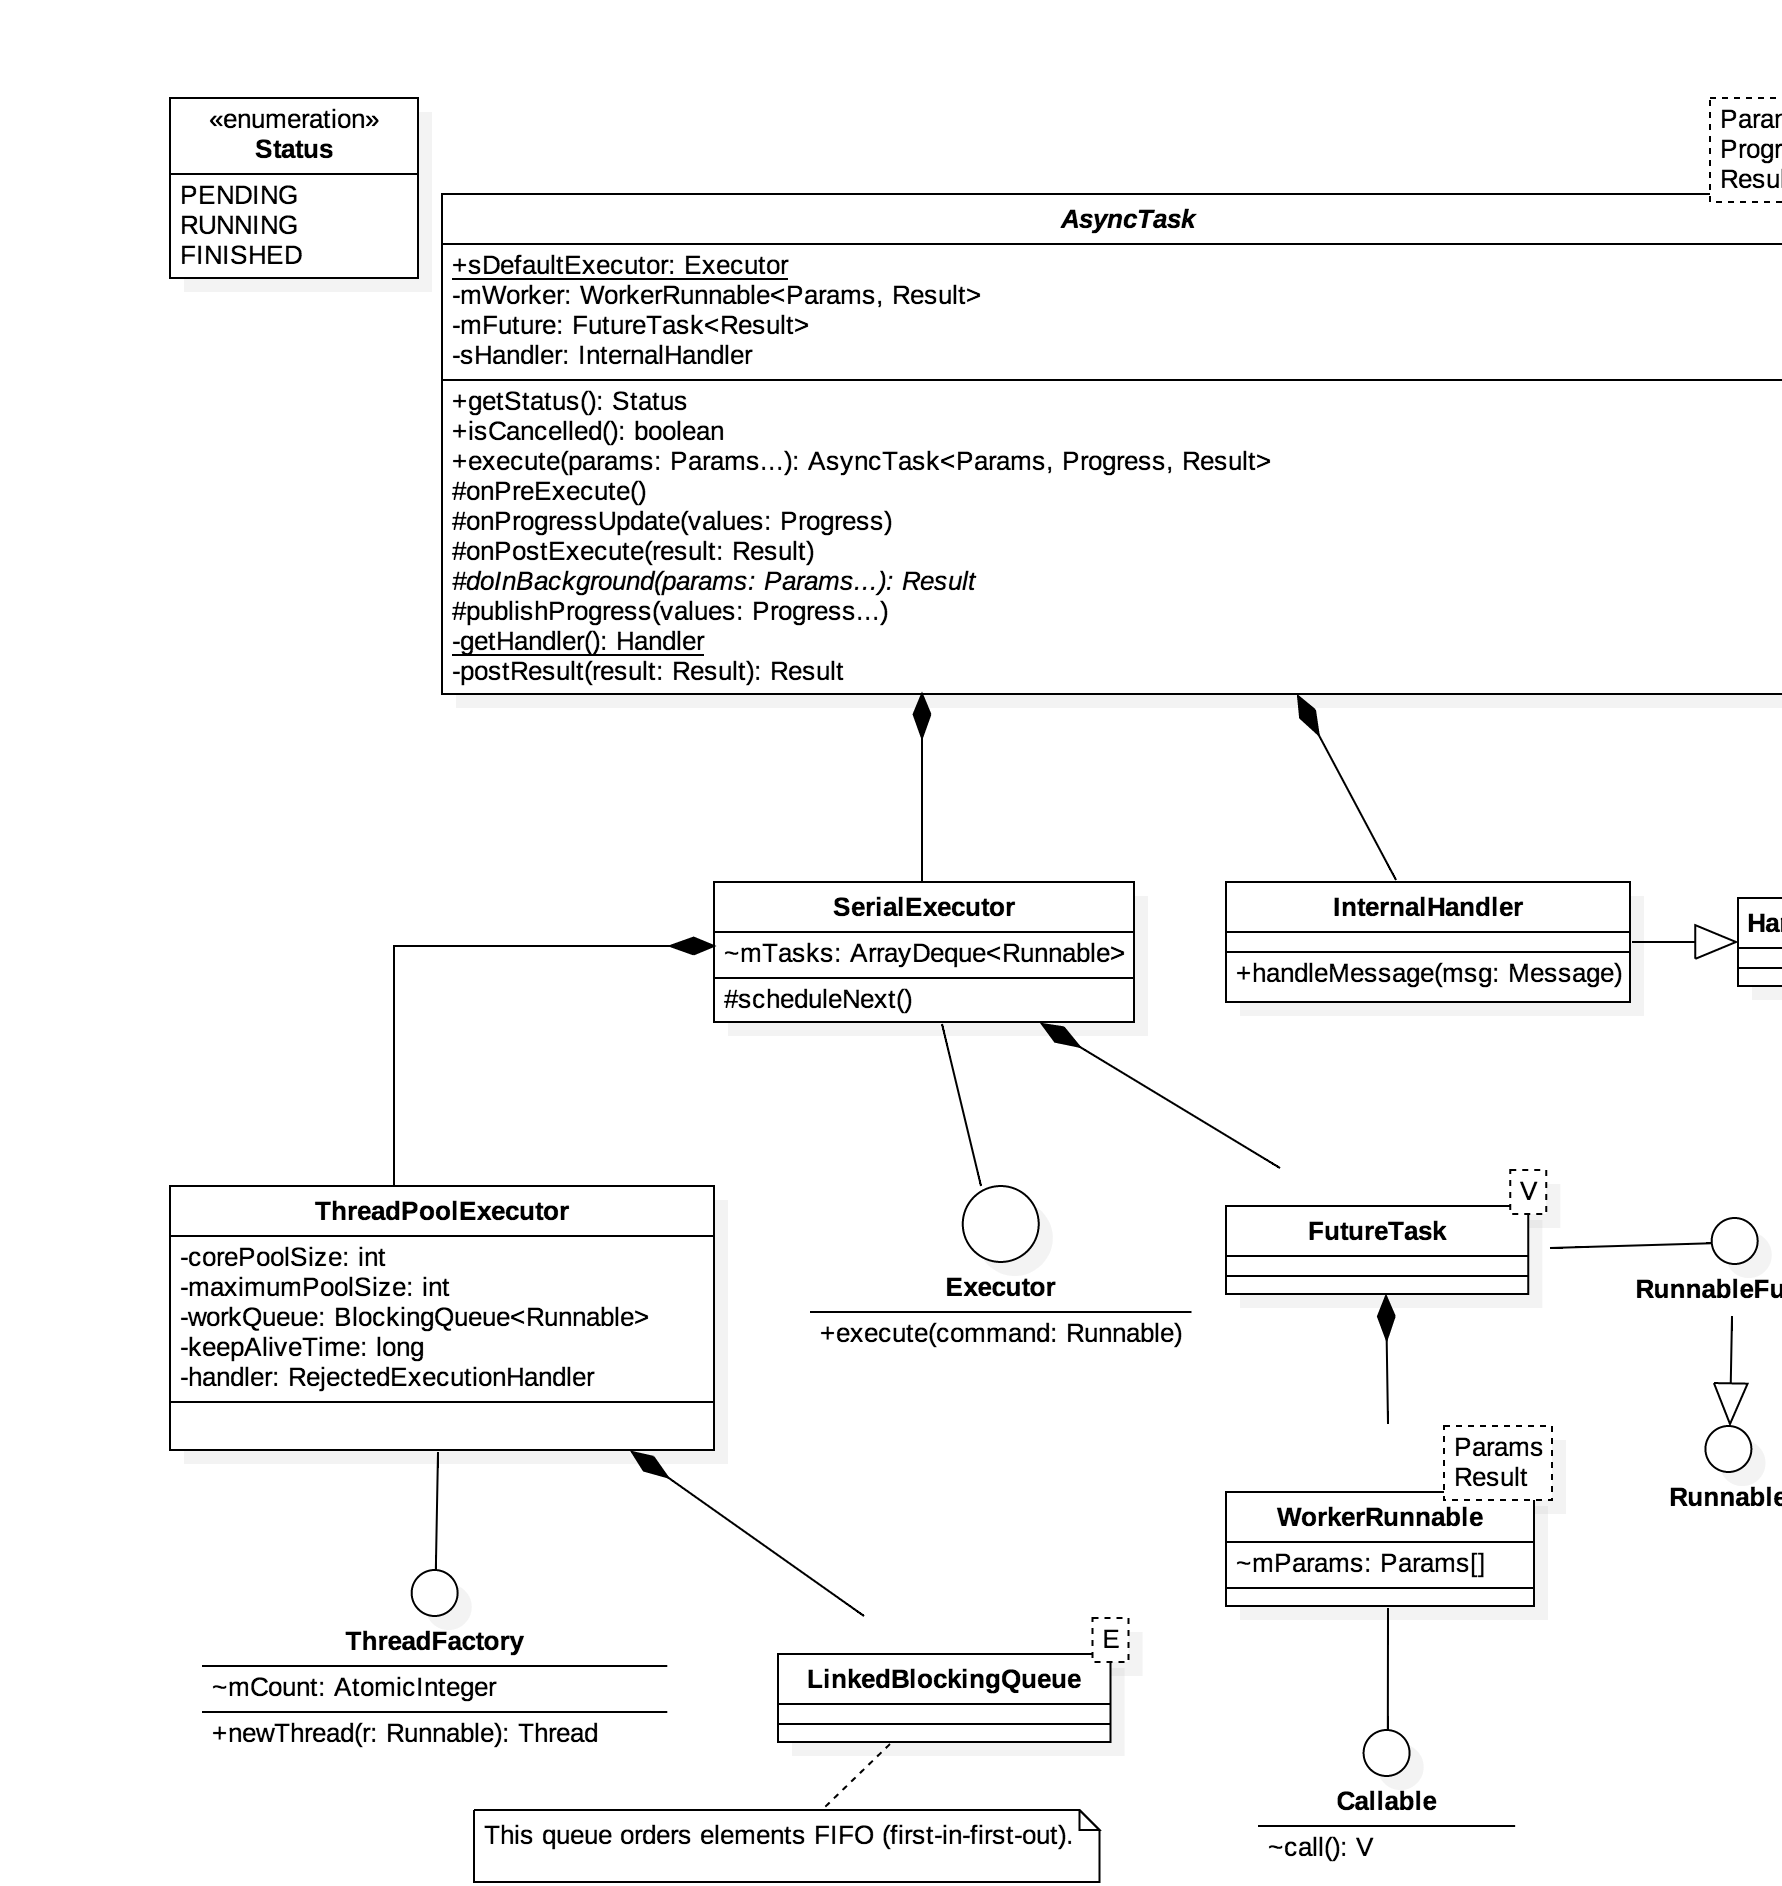 «enumeration»
Status
PENDING
RUNNING
FINISHED
AsyncTask
+sDefaultExecutor: Executor
-mWorker: WorkerRunnable<Params, Result>
-mFuture: FutureTask<Result>
-sHandler: InternalHandler
+getStatus(): Status
+isCancelled(): boolean
+execute(params: Params...): AsyncTask<Params, Progress, Result>
#onPreExecute()
#onProgressUpdate(values: Progress)
#onPostExecute(result: Result)
#doInBackground(params: Params...): Result
#publishProgress(values: Progress...)
-getHandler(): Handler
-postResult(result: Result): Result
SerialExecutor
~mTasks: ArrayDeque<Runnable>
#scheduleNext()
InternalHandler
+handleMessage(msg: Message)
ThreadPoolExecutor
-corePoolSize: int
-maximumPoolSize: int
-workQueue: BlockingQueue<Runnable>
-keepAliveTime: long
-handler: RejectedExecutionHandler
Executor
+execute(command: Runnable)
V
FutureTask
Params
Result
WorkerRunnable
~mParams: Params[]
Runnable
ThreadFactory
~mCount: AtomicInteger
+newThread(r: Runnable): Thread
E
LinkedBlockingQueue
This queue orders elements FIFO (first-in-first-out).
Callable
~call(): V